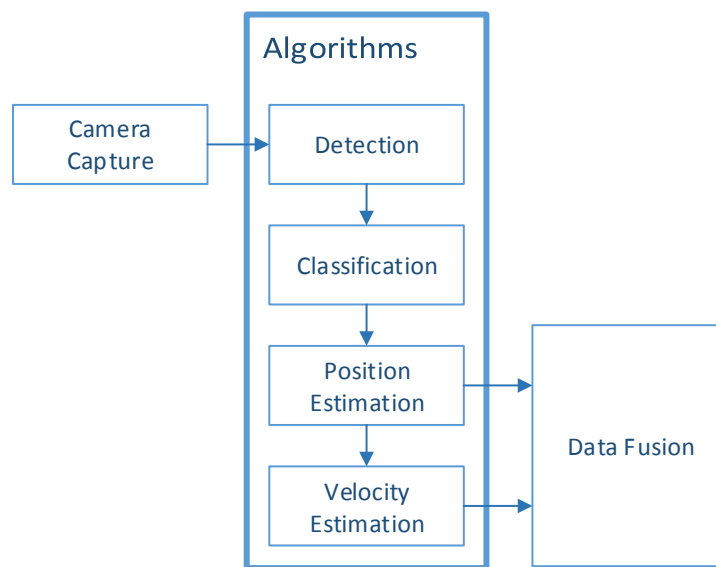 Algorithms
Camera
Capture
Detection
Classification
Position
Estimation
Data Fusion
Velocity
Estimation